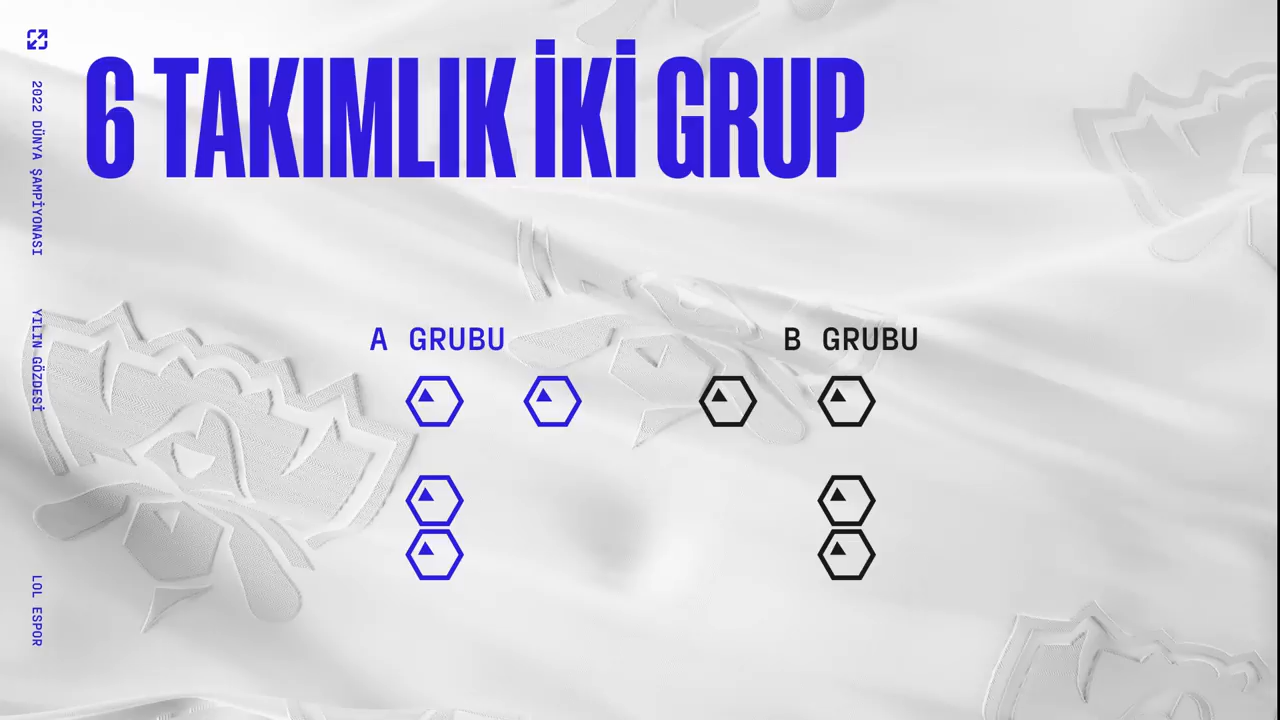 6 TAKIMLIK İKİ GRUP
2022 DÜNYA ŞAMPİYONASI
YILIN GÖZDESİ
LOL ESPOR
A GRUBU
B GRUBU